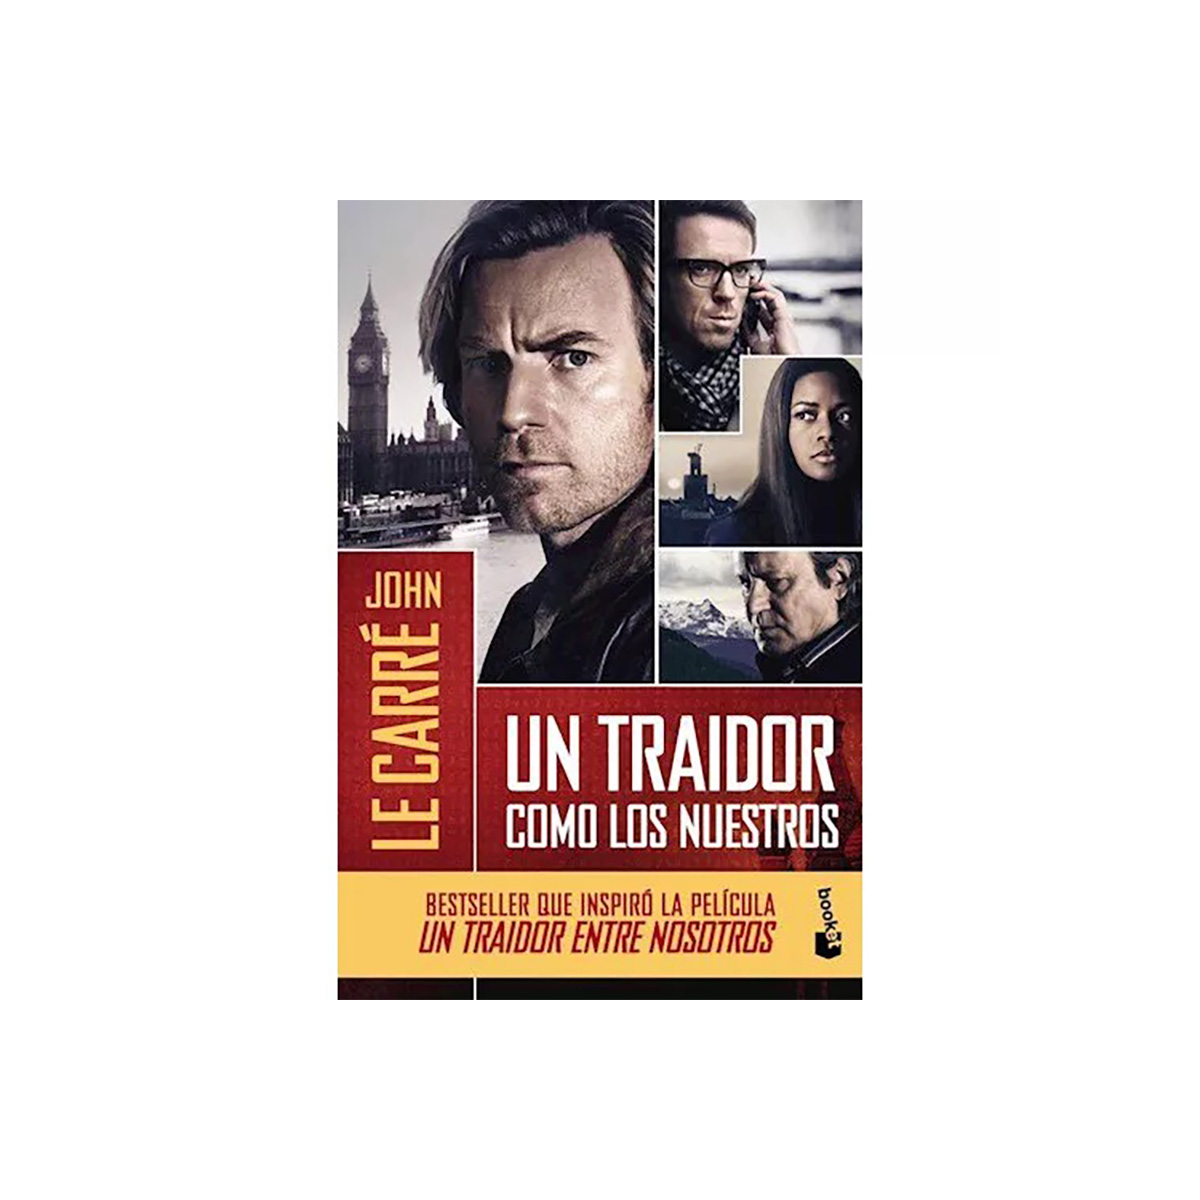 JOHN
LE CARRÉ
UN TRAIDOR
COMO LOS NUESTROS
BESTSELLER QUE INSPIRÓ LA PELÍCULA
UN TRAIDOR ENTRE NOSOTROS
booket